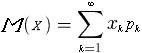 M(X) = ∑_{k=1}^{∞} x_k p_k